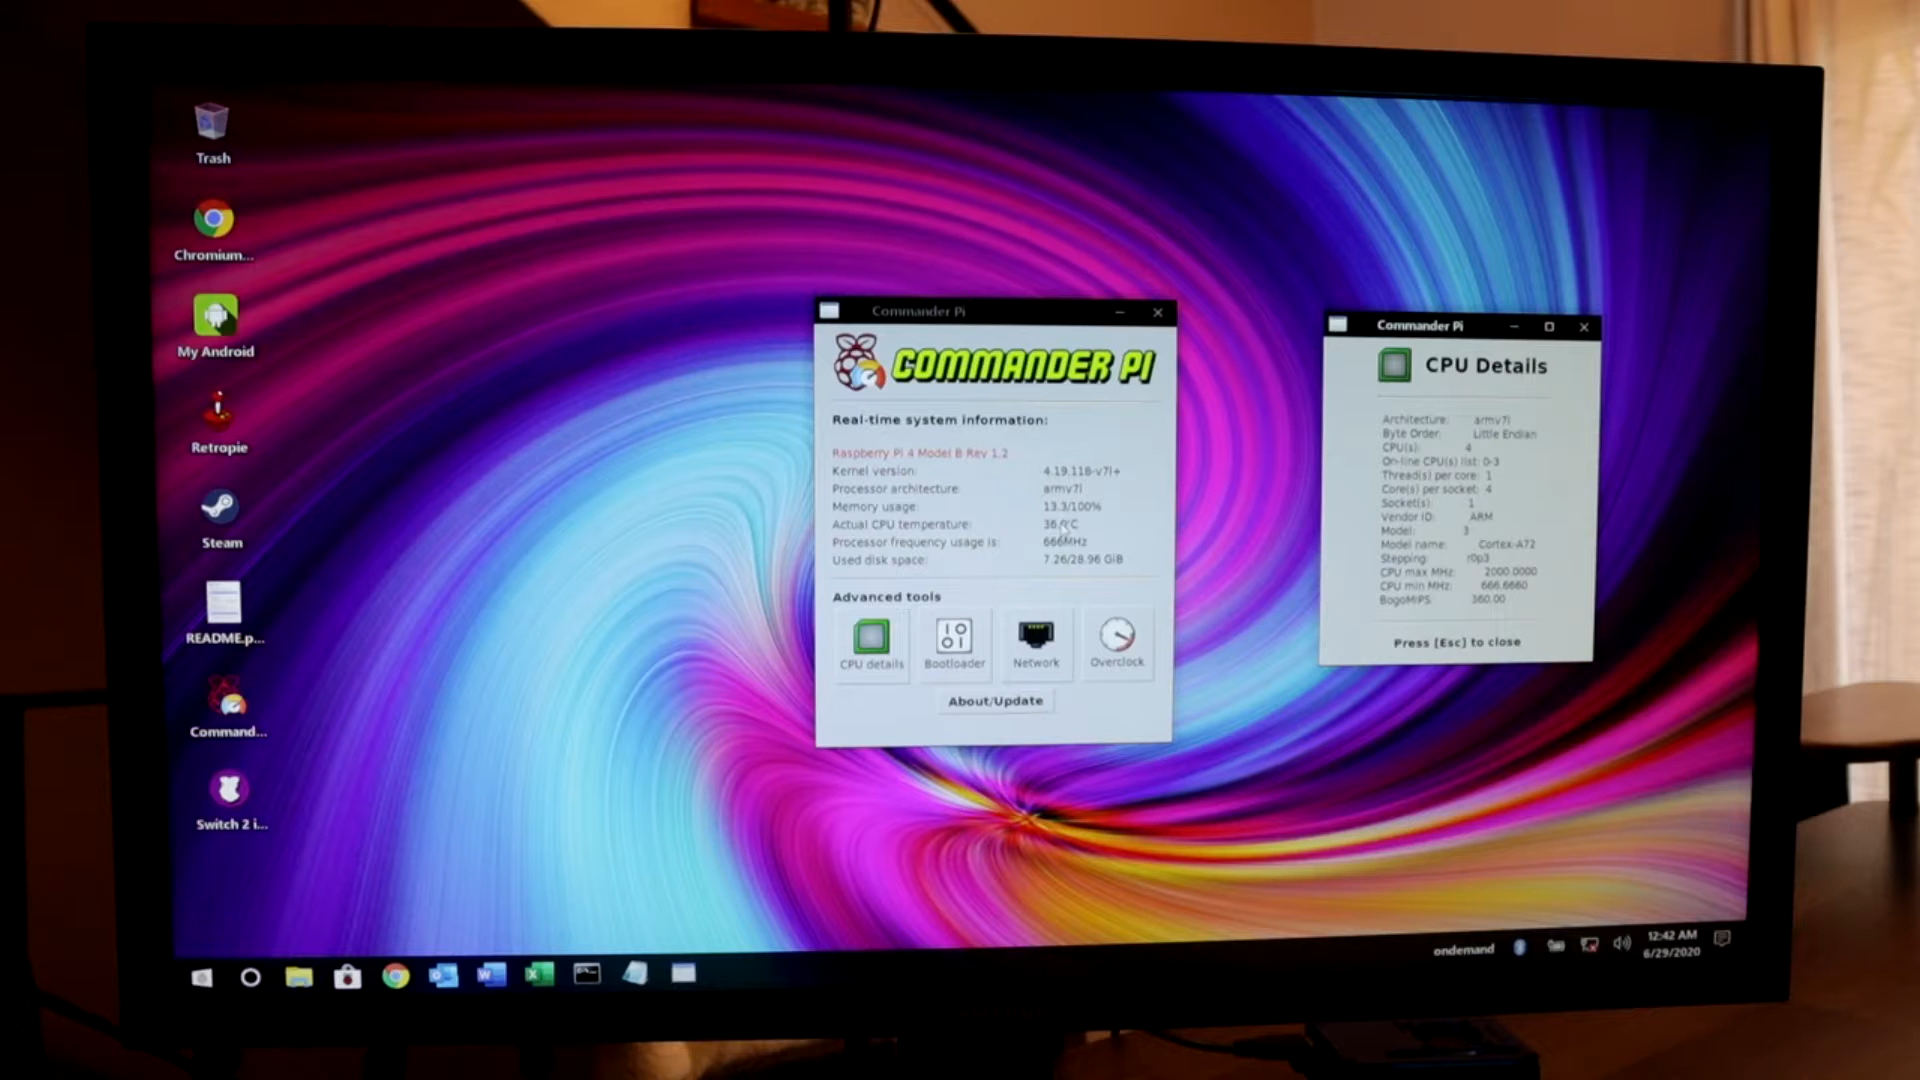 Trash
Chromium...
My Android
Retropie
Steam
README.p...
Command...
Switch 2 i...
Commander Pi
COMMANDER PI
Real-time system information:
Raspberry Pi 4 Model B Rev 1.2
Kernel version: 4.19.118-v7l+
Processor architecture: armv7l
Memory usage: 13.3/100%
Actual CPU temperature:
Processor frequency usage is: 666MHz
Used disk space: 7.26/28.96 GiB
Advanced tools
CPU details
Bootloader
Network
Overclock
About/Update
Commander Pi
CPU Details
Architecture: armv7l
Byte Order: Little Endian
CPU(s): 4
On-line CPU(s) list: 0-3
Thread(s) per core: 1
Core(s) per socket: 4
Socket(s): 1
Vendor ID: ARM
Model: 3
Model name: Cortex-A72
Stepping: r0p3
CPU max MHz: 2000.0000
CPU min MHz: 666.6660
BogoMIPS: 360.00
Press [Esc] to close
ondemand
12:42 AM
6/29/2020